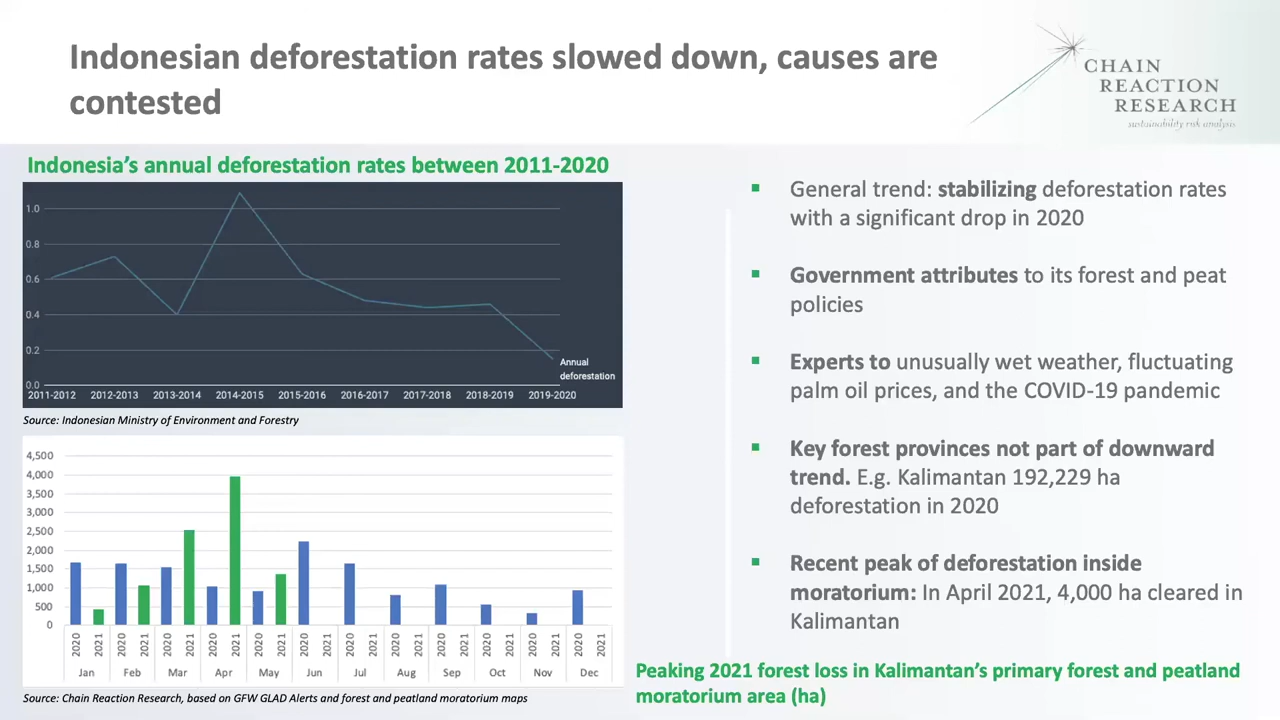 Indonesian deforestation rates slowed down, causes are
contested
CHAIN
REACTION
RESEARCH
sustainability risk analysis
Indonesia's annual deforestation rates between 2011-2020
1.0
0.8
0.6
0.4
0.2
0.0
Annual
deforestation
2011-2012 2012-2013 2013-2014 2014-2015 2015-2016 2016-2017 2017-2018 2018-2019 2019-2020
Source: Indonesian Ministry of Environment and Forestry
4,500
4,000
3,500
3,000
2,500
2,000
1,500
1,000
500
0
2020 2021 2020 2021 2020 2021 2020 2021 2020 2021 2020 2021 2020 2021 2020 2021 2020 2021 2020 2021 2020 2021 2020 2021
Jan Feb Mar Apr May Jun Jul Aug Sep Oct Nov Dec
Source: Chain Reaction Research, based on GFW GLAD Alerts and forest and peatland moratorium maps
▪ General trend: stabilizing deforestation rates
with a significant drop in 2020
▪ Government attributes to its forest and peat
policies
▪ Experts to unusually wet weather, fluctuating
palm oil prices, and the COVID-19 pandemic
▪ Key forest provinces not part of downward
trend. E.g. Kalimantan 192,229 ha
deforestation in 2020
▪ Recent peak of deforestation inside
moratorium: In April 2021, 4,000 ha cleared in
Kalimantan
Peaking 2021 forest loss in Kalimantan's primary forest and peatland
moratorium area (ha)